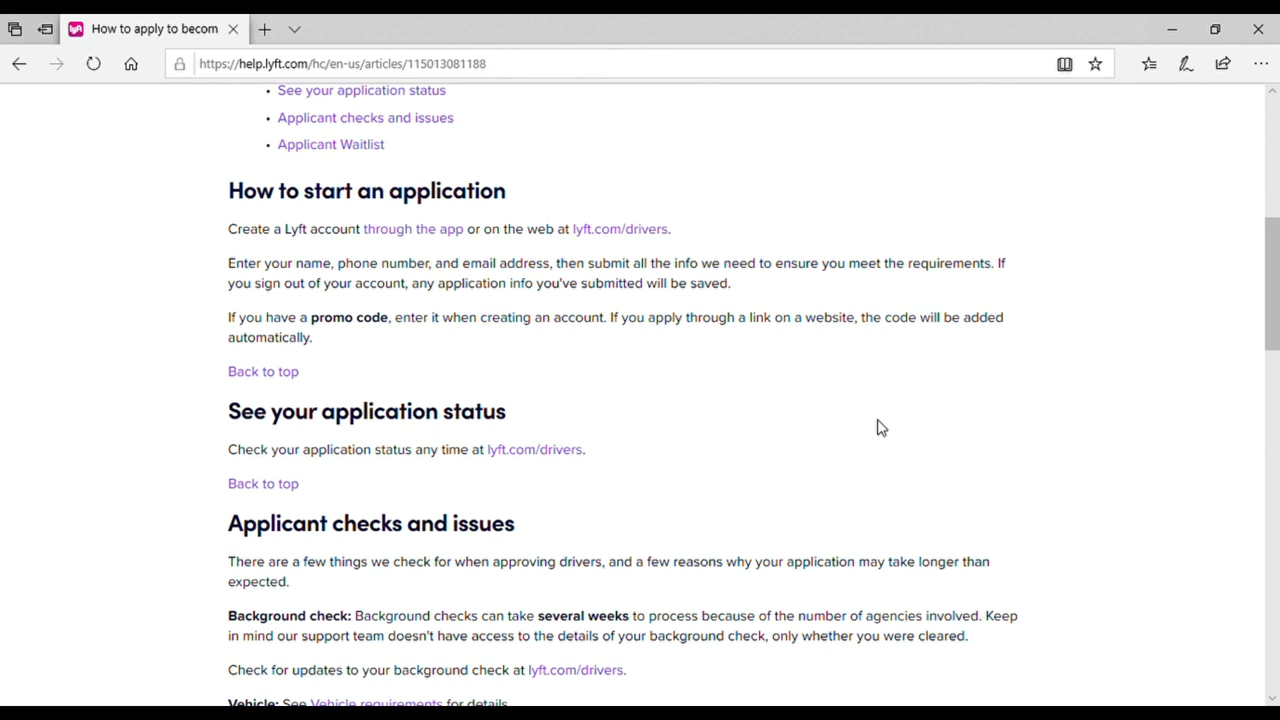 How to apply to becom
https://help.lyft.com/hc/en-us/articles/115013081188
• See your application status
• Applicant checks and issues
• Applicant Waitlist
How to start an application
Create a Lyft account through the app or on the web at lyft.com/drivers.
Enter your name, phone number, and email address, then submit all the info we need to ensure you meet the requirements. If
you sign out of your account, any application info you've submitted will be saved.
If you have a promo code, enter it when creating an account. If you apply through a link on a website, the code will be added
automatically.
Back to top
See your application status
Check your application status any time at lyft.com/drivers.
Back to top
Applicant checks and issues
There are a few things we check for when approving drivers, and a few reasons why your application may take longer than
expected.
Background check: Background checks can take several weeks to process because of the number of agencies involved. Keep
in mind our support team doesn't have access to the details of your background check, only whether you were cleared.
Check for updates to your background check at lyft.com/drivers.
Vehicle: See Vehicle requirements for details.